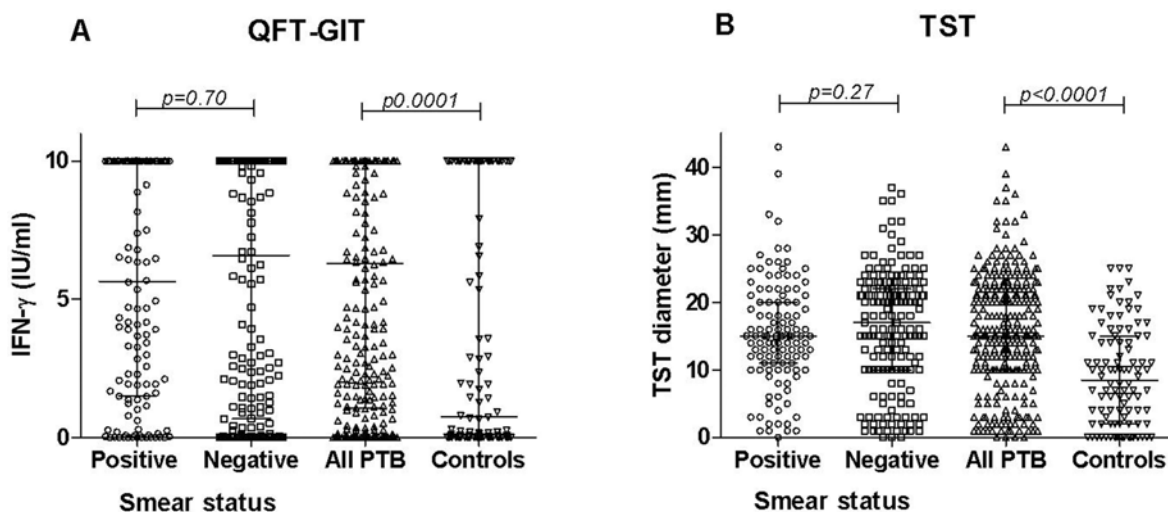 A QFT-GIT
p=0.70 p0.0001
IFN-γ (IU/ml)
10
5
0
Positive Negative All PTB Controls
Smear status
B TST
p=0.27 p<0.0001
TST diameter (mm)
40
30
20
10
0
Positive Negative All PTB Controls
Smear status